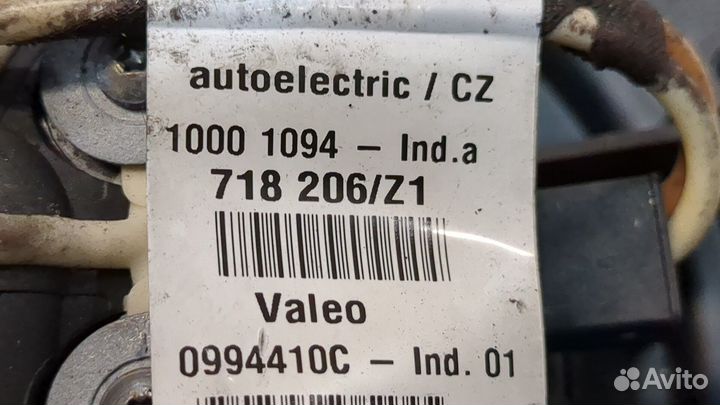 autoelectric / CZ
1000 1094 – Ind.a
718 206/Z1
Valeo
0994410C – Ind. 01
Avito